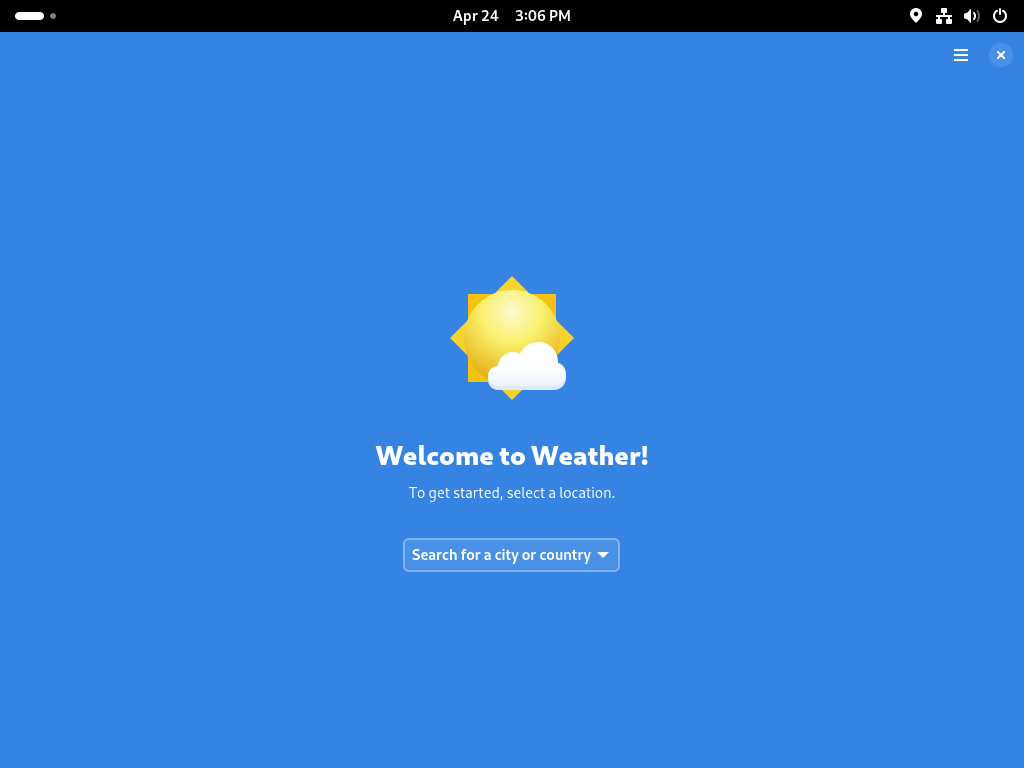 Apr 24 3:06 PM
Welcome to Weather!
To get started, select a location.
Search for a city or country